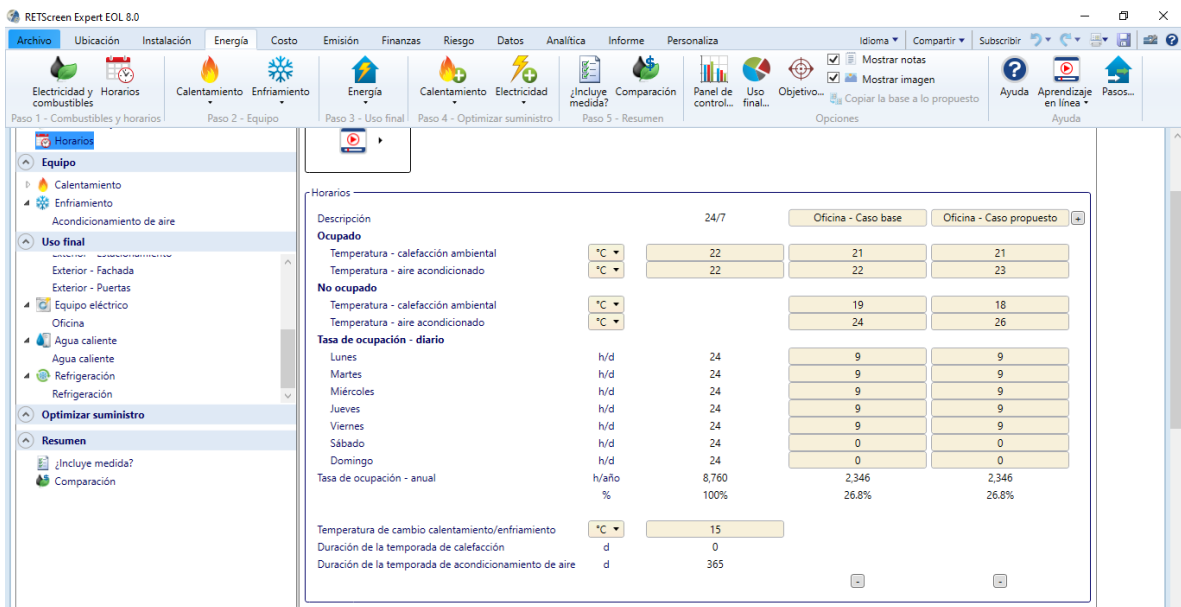 RETScreen Expert EOL 8.0
Archivo Ubicación Instalación Energía Costo Emisión Finanzas Riesgo Datos Analítica Informe Personaliza Idioma Compartir Subscribir
Electricidad y combustibles Horarios Calentamiento Enfriamiento Energía Calentamiento Electricidad ¿Incluye medida? Comparación Panel de control... Uso final... Objetivo... Mostrar notas Mostrar imagen Copiar la base a lo propuesto Ayuda Aprendizaje en línea Pasos...
Paso 1 - Combustibles y horarios Paso 2 - Equipo Paso 3 - Uso final Paso 4 - Optimizar suministro Paso 5 - Resumen Opciones Ayuda
Horarios
Equipo
Calentamiento
Enfriamiento
Acondicionamiento de aire
Uso final
Exterior - Estacionamiento
Exterior - Fachada
Exterior - Puertas
Equipo eléctrico
Oficina
Agua caliente
Agua caliente
Refrigeración
Refrigeración
Optimizar suministro
Resumen
¿Incluye medida?
Comparación
Horarios
Descripción 24/7 Oficina - Caso base Oficina - Caso propuesto +
Ocupado
Temperatura - calefacción ambiental °C 22 21 21
Temperatura - aire acondicionado °C 22 22 23
No ocupado
Temperatura - calefacción ambiental °C 19 18
Temperatura - aire acondicionado °C 24 26
Tasa de ocupación - diario
Lunes h/d 24 9 9
Martes h/d 24 9 9
Miércoles h/d 24 9 9
Jueves h/d 24 9 9
Viernes h/d 24 9 9
Sábado h/d 24 0 0
Domingo h/d 24 0 0
Tasa de ocupación - anual h/año 8,760 2,346 2,346
% 100% 26.8% 26.8%
Temperatura de cambio calentamiento/enfriamiento °C 15
Duración de la temporada de calefacción d 0
Duración de la temporada de acondicionamiento de aire d 365
- -